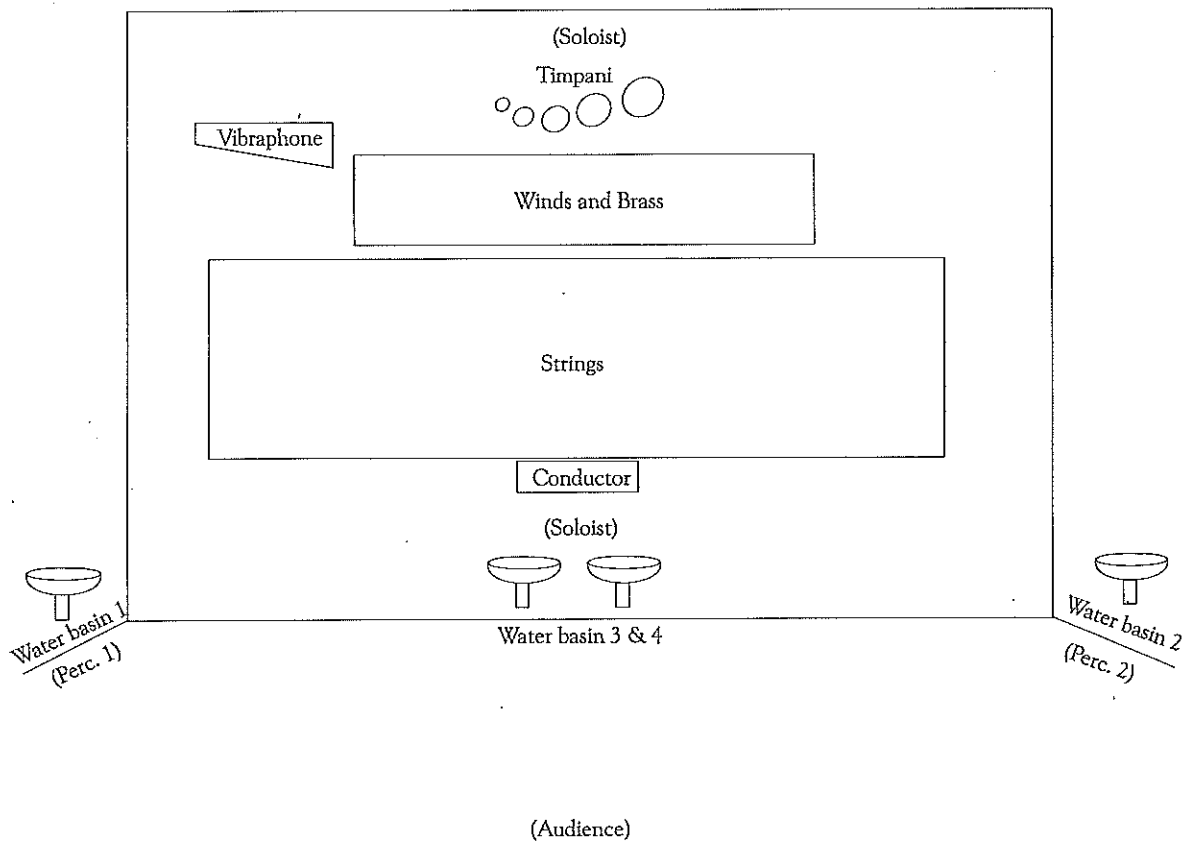 (Soloist)
Timpani
Vibraphone
Winds and Brass
Strings
Conductor
(Soloist)
Water basin 1
(Perc. 1)
Water basin 3 & 4
Water basin 2
(Perc. 2)
(Audience)